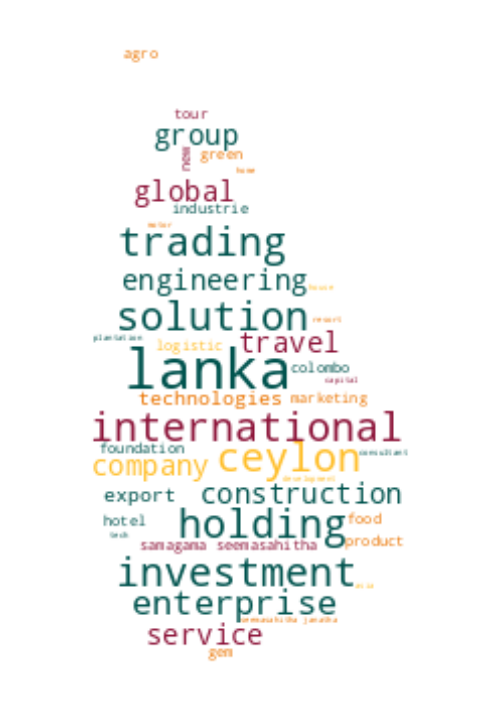 agro
tour
group
new
green
home
global
industrie
motor
trading
engineering
house
solution
resort
plantation
logistic
travel
lanka
colombo
capital
technologies
marketing
international
foundation
ceylon
consultant
company
development
export
construction
hotel
holding
food
tech
samagama seemasahitha
product
investment
asia
enterprise
seemasahitha janatha
service
gem